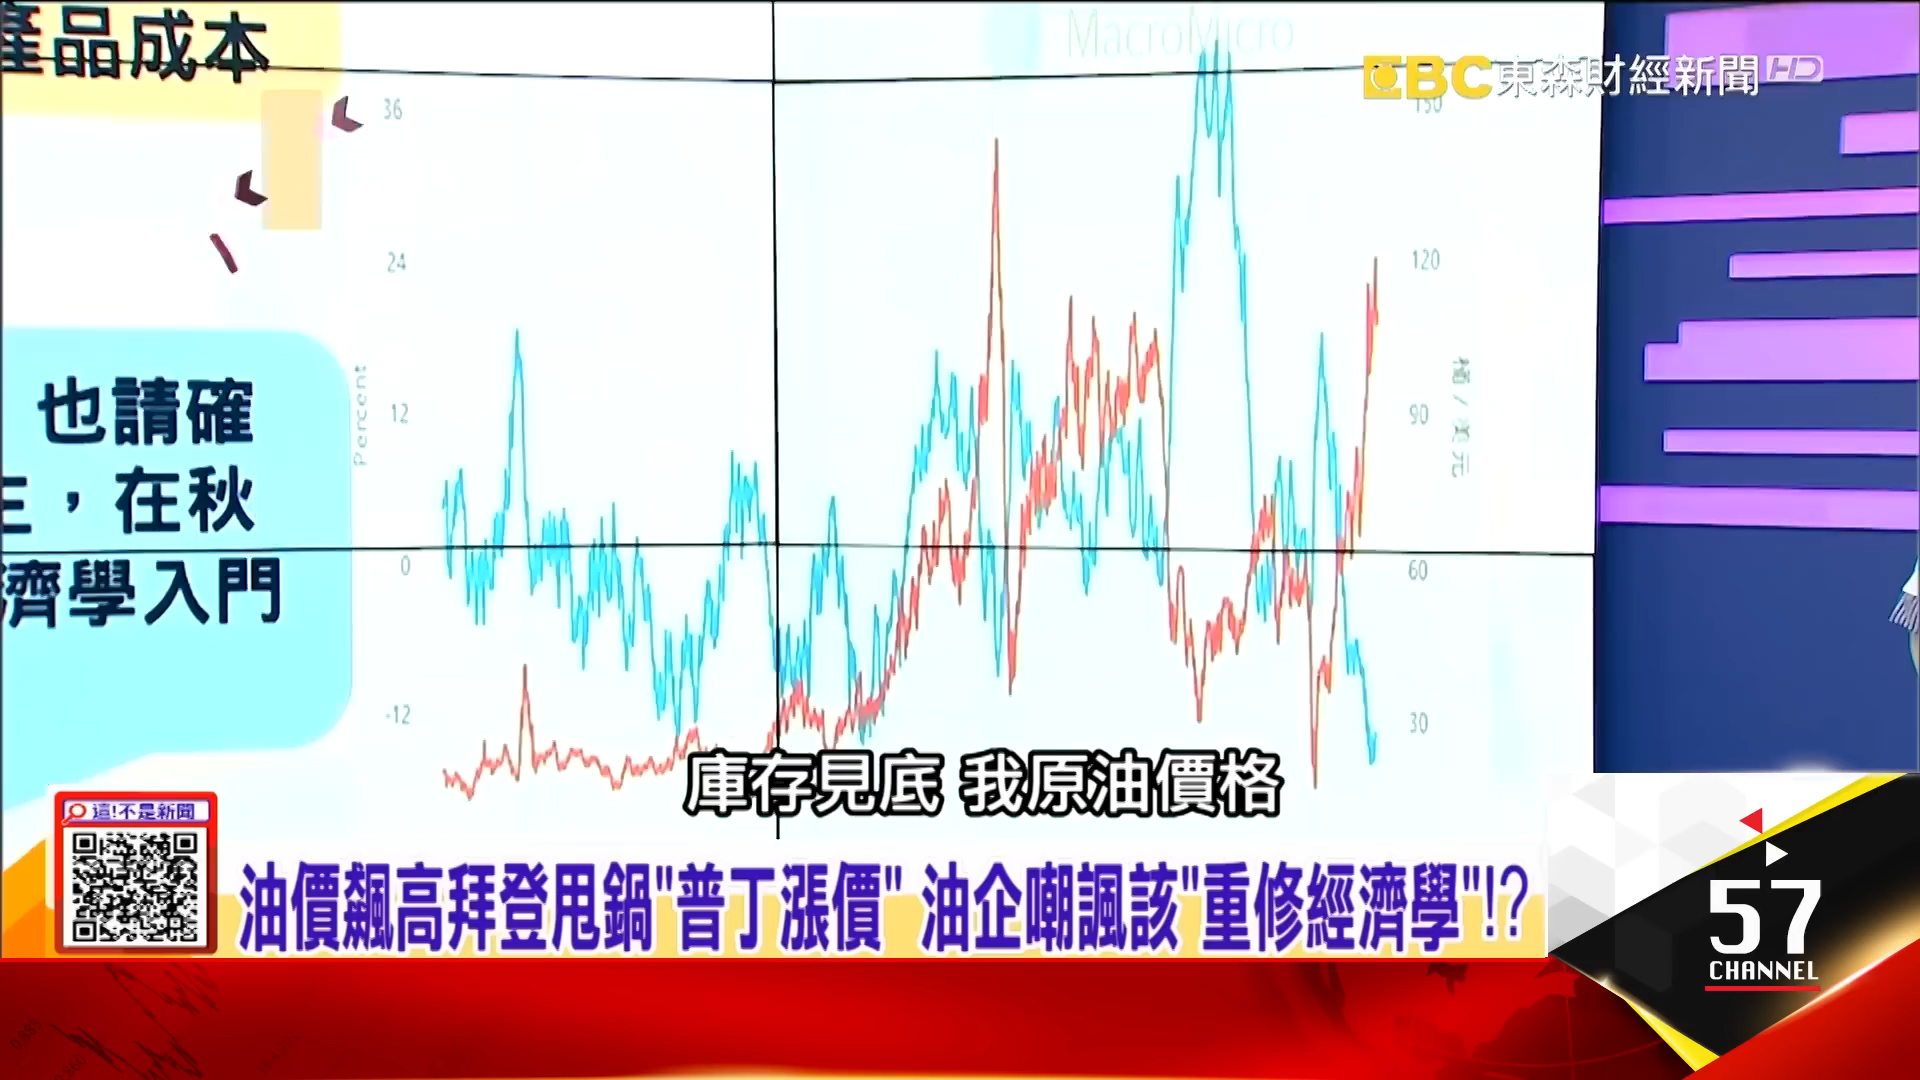 產品成本
MacroMicro
EBC東森財經新聞HD
36
24
12
0
-12
Percent
150
120
90
60
30
桶/美元
也請確
，在秋
濟學入門
庫存見底 我原油價格
這!不是新聞
油價飆高拜登甩鍋"普丁漲價" 油企嘲諷該"重修經濟學"!?
57
CHANNEL